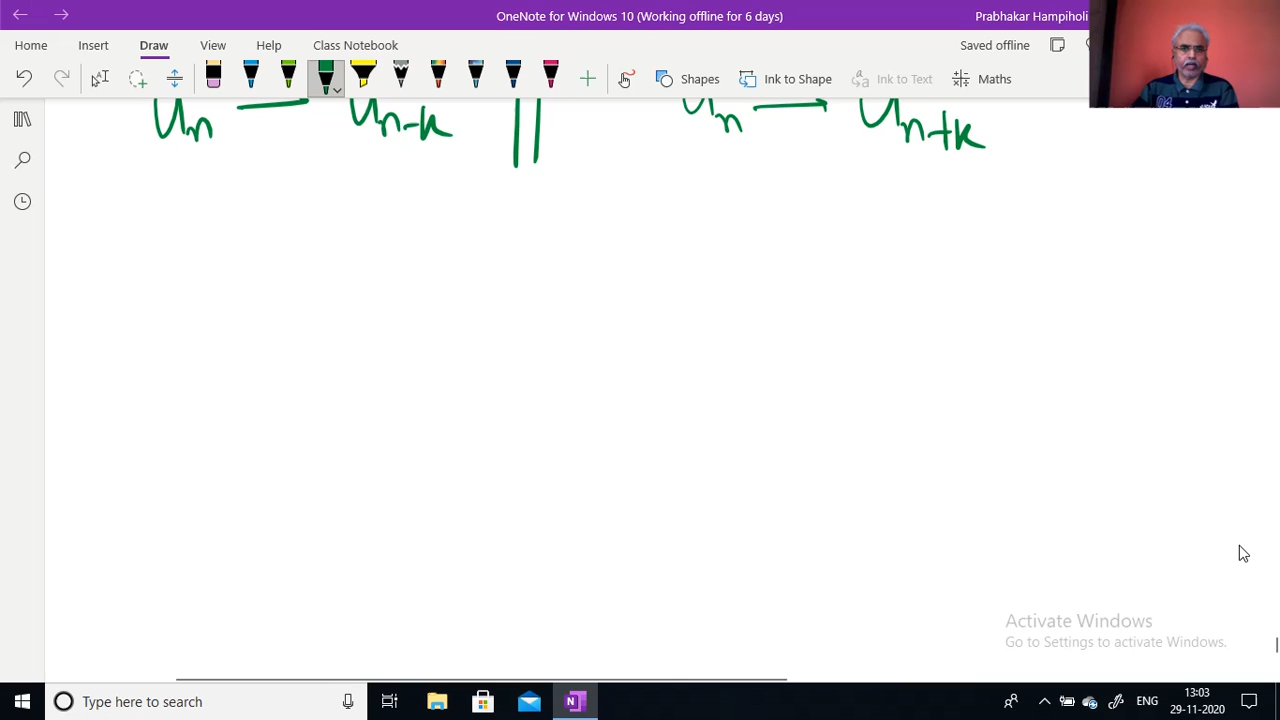 OneNote for Windows 10 (Working offline for 6 days)
Prabhakar Hampiholi
Home Insert Draw View Help Class Notebook Saved offline
Shapes Ink to Shape Ink to Text Maths
Uₙ → Uₙ₋ₖ || Uₙ → Uₙ₊ₖ
04
Activate Windows
Go to Settings to activate Windows.
Type here to search
ENG
13:03
29-11-2020